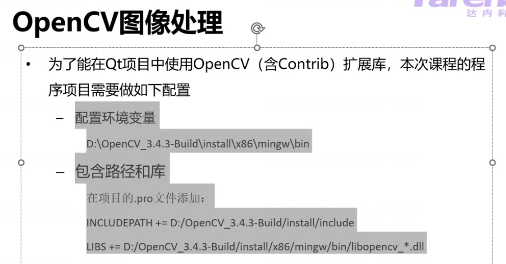 Tarena
达内科
OpenCV图像处理
• 为了能在Qt项目中使用OpenCV（含Contrib）扩展库，本次课程的程
序项目需要做如下配置
– 配置环境变量
D:\OpenCV_3.4.3-Build\install\x86\mingw\bin
– 包含路径和库
在项目的.pro文件添加：
INCLUDEPATH += D:/OpenCV_3.4.3-Build/install/include
LIBS += D:/OpenCV_3.4.3-Build/install/x86/mingw/bin/libopencv_*.dll